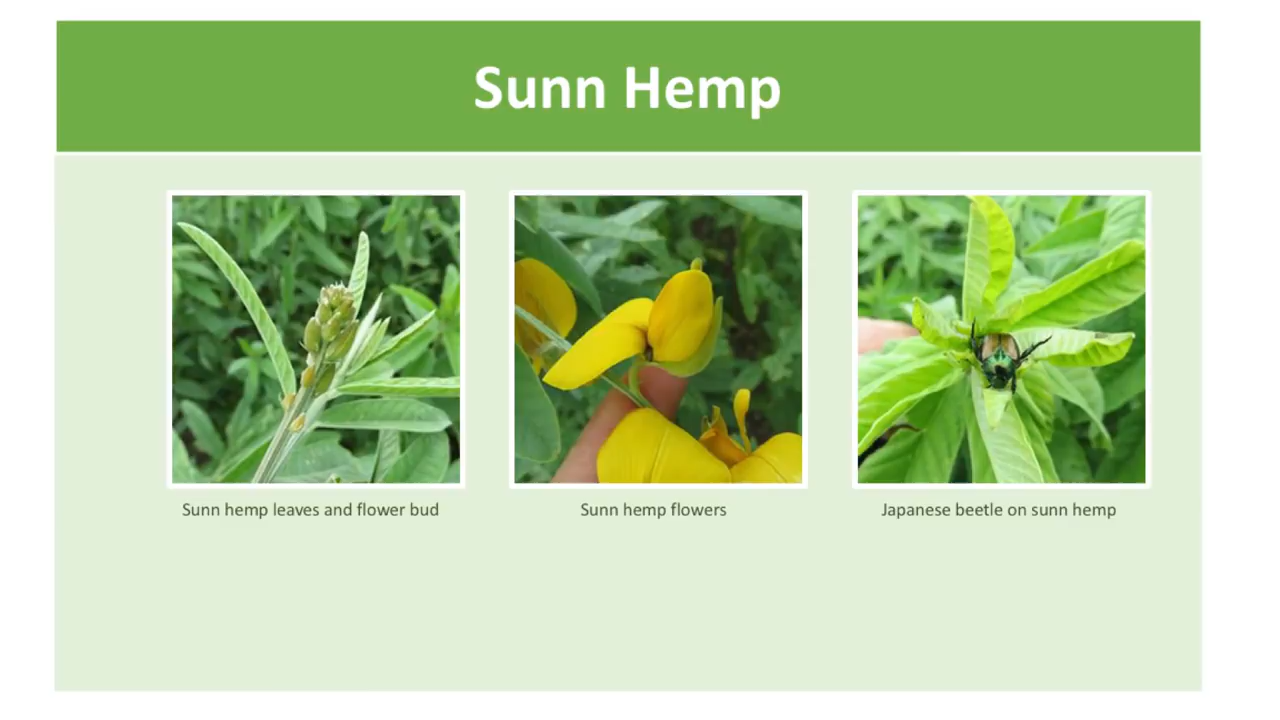 Sunn Hemp
Sunn hemp leaves and flower bud
Sunn hemp flowers
Japanese beetle on sunn hemp